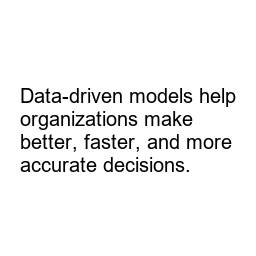 Data-driven models help
organizations make
better, faster, and more
accurate decisions.